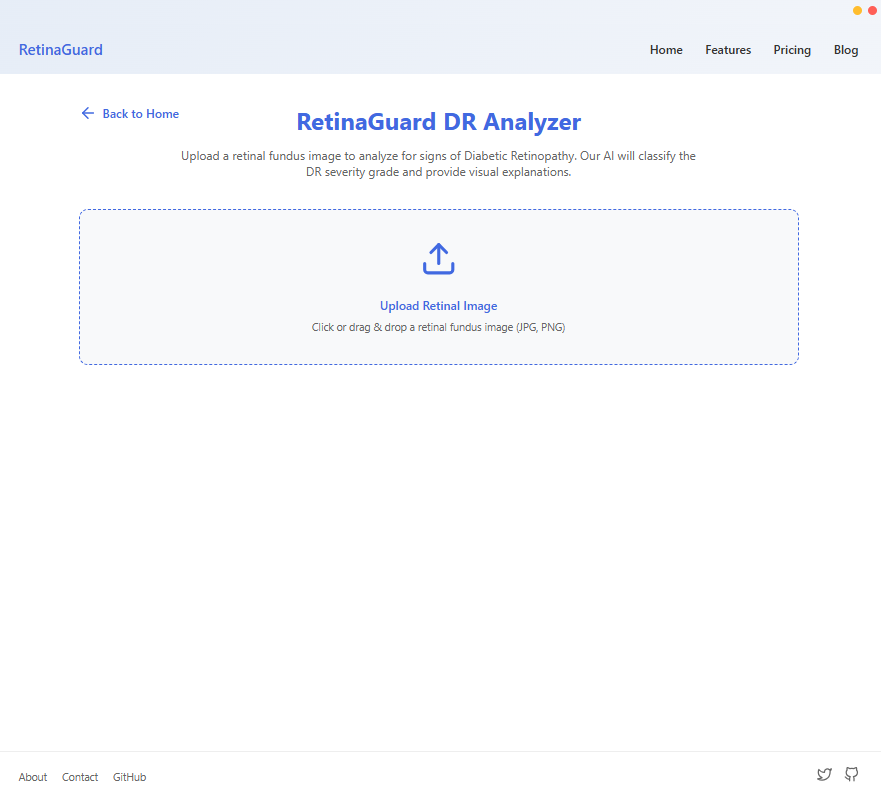 RetinaGuard
Home Features Pricing Blog
Back to Home
RetinaGuard DR Analyzer
Upload a retinal fundus image to analyze for signs of Diabetic Retinopathy. Our AI will classify the
DR severity grade and provide visual explanations.
Upload Retinal Image
Click or drag & drop a retinal fundus image (JPG, PNG)
About Contact GitHub